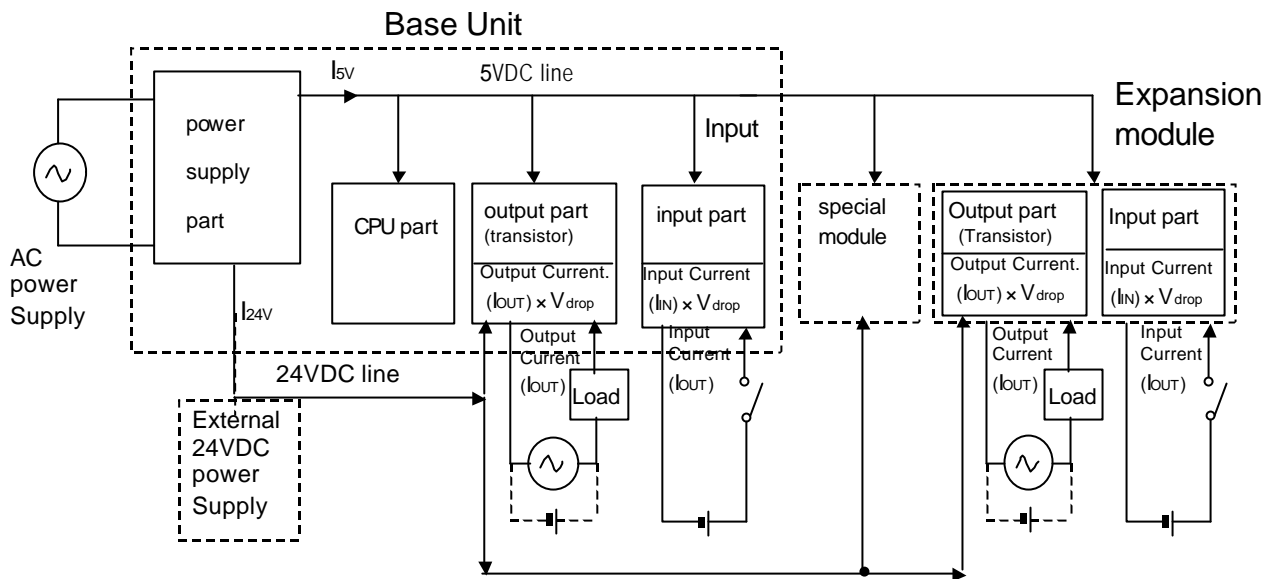 Base Unit
I5V
5VDC line
Expansion
module
power
supply
part
Input
CPU part
output part
(transistor)
Output Current.
(IOUT) × Vdrop
input part
Input Current
(IIN) × Vdrop
special
module
Output part
(Transistor)
Output Current.
(IOUT) × Vdrop
Input part
Input Current
(IIN) × Vdrop
AC
power
Supply
I24V
24VDC line
Output
Current
(IOUT)
Load
Input
Current
(IOUT)
Output
Current
(IOUT)
Load
Input
Current
(IOUT)
External
24VDC
power
Supply